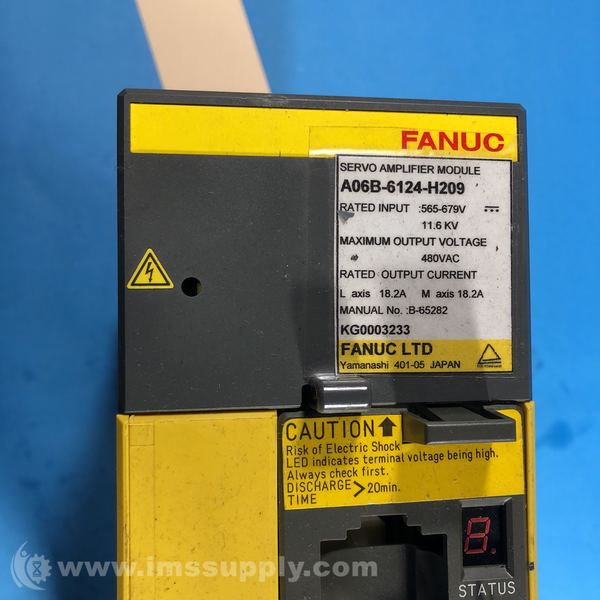 FANUC
SERVO AMPLIFIER MODULE
A06B-6124-H209
RATED INPUT :565-679V
11.6 KV
MAXIMUM OUTPUT VOLTAGE
480VAC
RATED OUTPUT CURRENT
L axis 18.2A M axis 18.2A
MANUAL No. :B-65282
KG0003233
FANUC LTD
Yamanashi 401-05 JAPAN
CAUTION
Risk of Electric Shock
LED indicates terminal voltage being high.
Always check first.
DISCHARGE TIME >20min.
8.
STATUS
www.imssupply.com